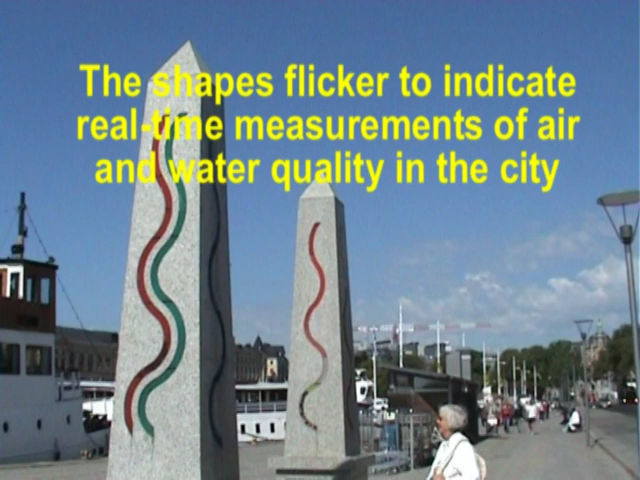 The shapes flicker to indicate
real-time measurements of air
and water quality in the city